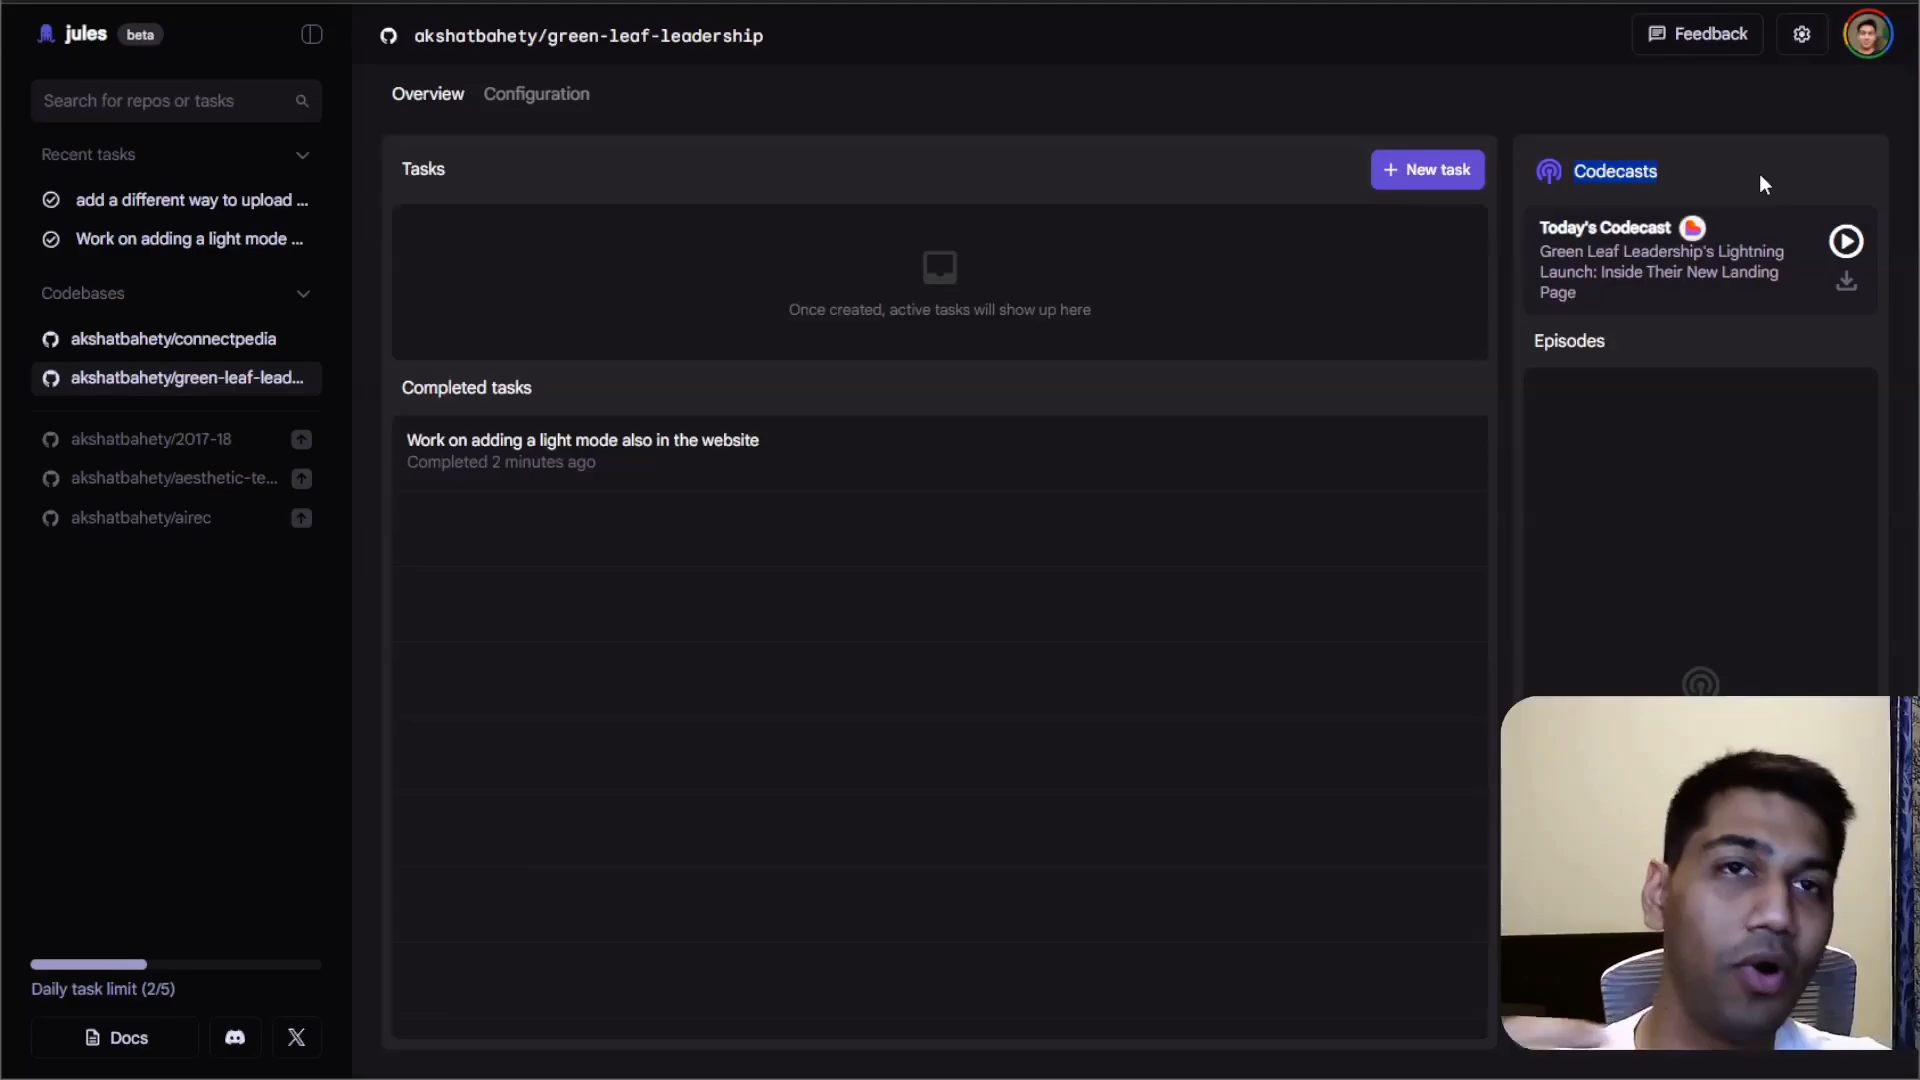 jules beta
Search for repos or tasks
Recent tasks
add a different way to upload ...
Work on adding a light mode ...
Codebases
akshatbahety/connectpedia
akshatbahety/green-leaf-lead...
akshatbahety/2017-18
akshatbahety/aesthetic-te...
akshatbahety/airec
Daily task limit (2/5)
Docs
akshatbahety/green-leaf-leadership
Feedback
Overview Configuration
Tasks
New task
Once created, active tasks will show up here
Completed tasks
Work on adding a light mode also in the website
Completed 2 minutes ago
Codecasts
Today's Codecast
Green Leaf Leadership's Lightning
Launch: Inside Their New Landing
Page
Episodes